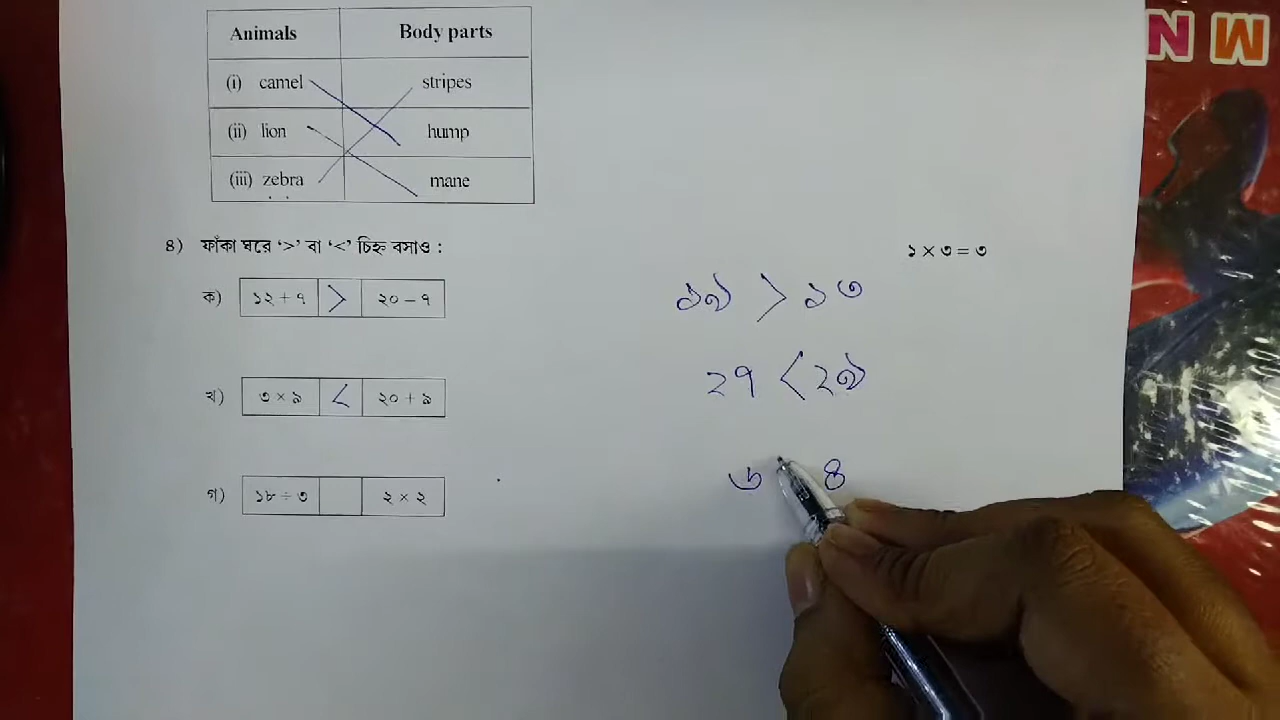 Animals Body parts
(i) camel stripes
(ii) lion hump
(iii) zebra mane
8) ফাঁকা ঘরে '>' বা '<' চিহ্ন বসাও :
১ × ৩ = ৩
ক) ১২ + ৭ > ২০ – ৭
১৯ > ১৩
খ) ৩ × ৯ < ২০ + ৯
২৭ < ২৯
গ) ১৮ ÷ ৩ ২ × ২
৬ ৪
M N